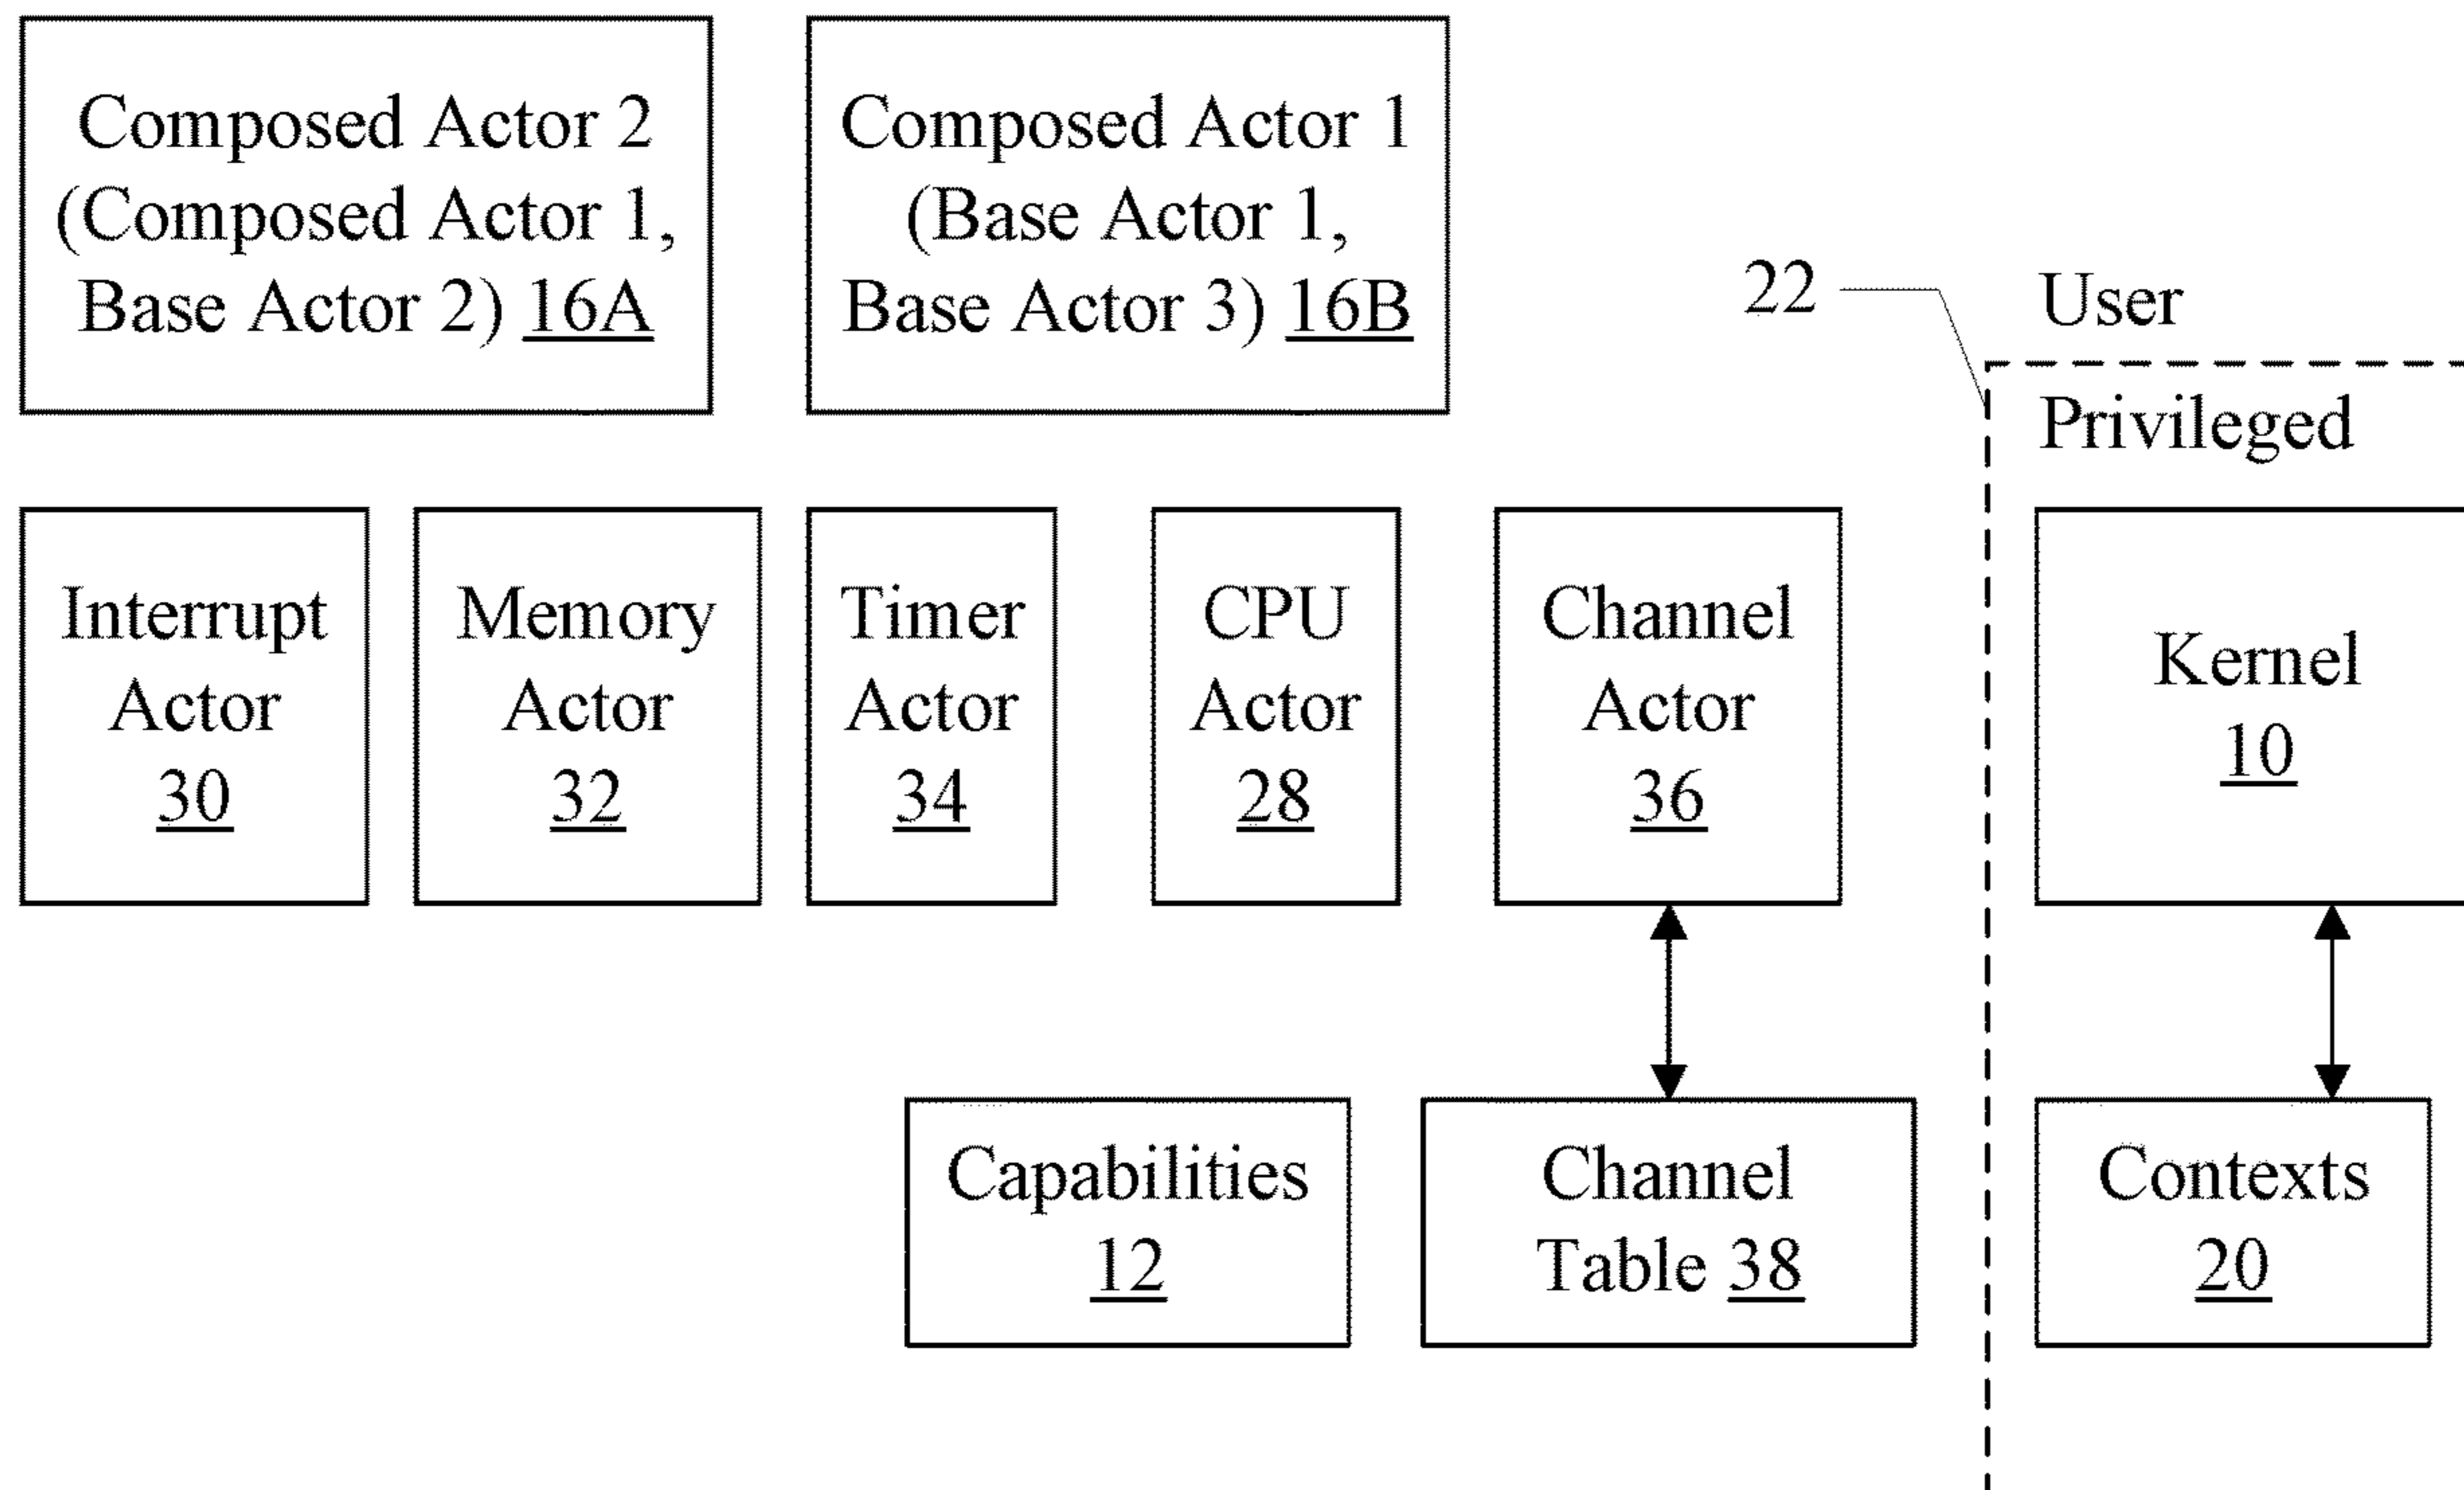 Composed Actor 2
(Composed Actor 1,
Base Actor 2) 16A
Composed Actor 1
(Base Actor 1,
Base Actor 3) 16B
22
User
Privileged
Interrupt
Actor
30
Memory
Actor
32
Timer
Actor
34
CPU
Actor
28
Channel
Actor
36
Kernel
10
Capabilities
12
Channel
Table 38
Contexts
20